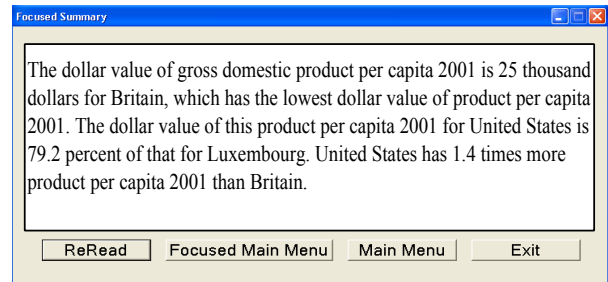 Focused Summary
The dollar value of gross domestic product per capita 2001 is 25 thousand
dollars for Britain, which has the lowest dollar value of product per capita
2001. The dollar value of this product per capita 2001 for United States is
79.2 percent of that for Luxembourg. United States has 1.4 times more
product per capita 2001 than Britain.
ReRead Focused Main Menu Main Menu Exit